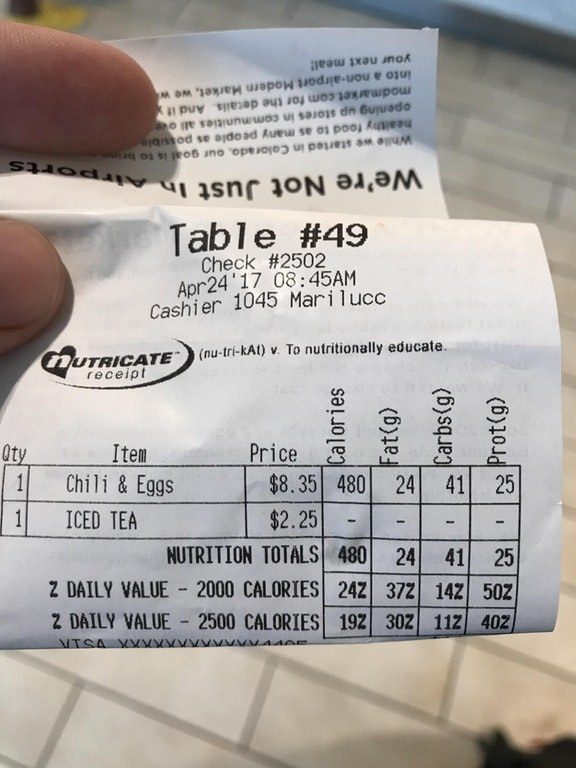 your next meal!
into a non-airport Modern Market, we
modmarket.com for the details. And if
opening up stores in communities all over
healthy food to as many people as possible
While we started in Colorado, our goal is to bring
We're Not Just In Airports
Table #49
Check #2502
Apr24'17 08:45AM
Cashier 1045 Marilucc
NUTRICATE™ (nu-tri-kAt) v. To nutritionally educate.
receipt
Qty Item Price Calories Fat(g) Carbs(g) Prot(g)
1 Chili & Eggs $8.35 480 24 41 25
1 ICED TEA $2.25 - - - -
NUTRITION TOTALS 480 24 41 25
% DAILY VALUE - 2000 CALORIES 24% 37% 14% 50%
% DAILY VALUE - 2500 CALORIES 19% 30% 11% 40%
VISA